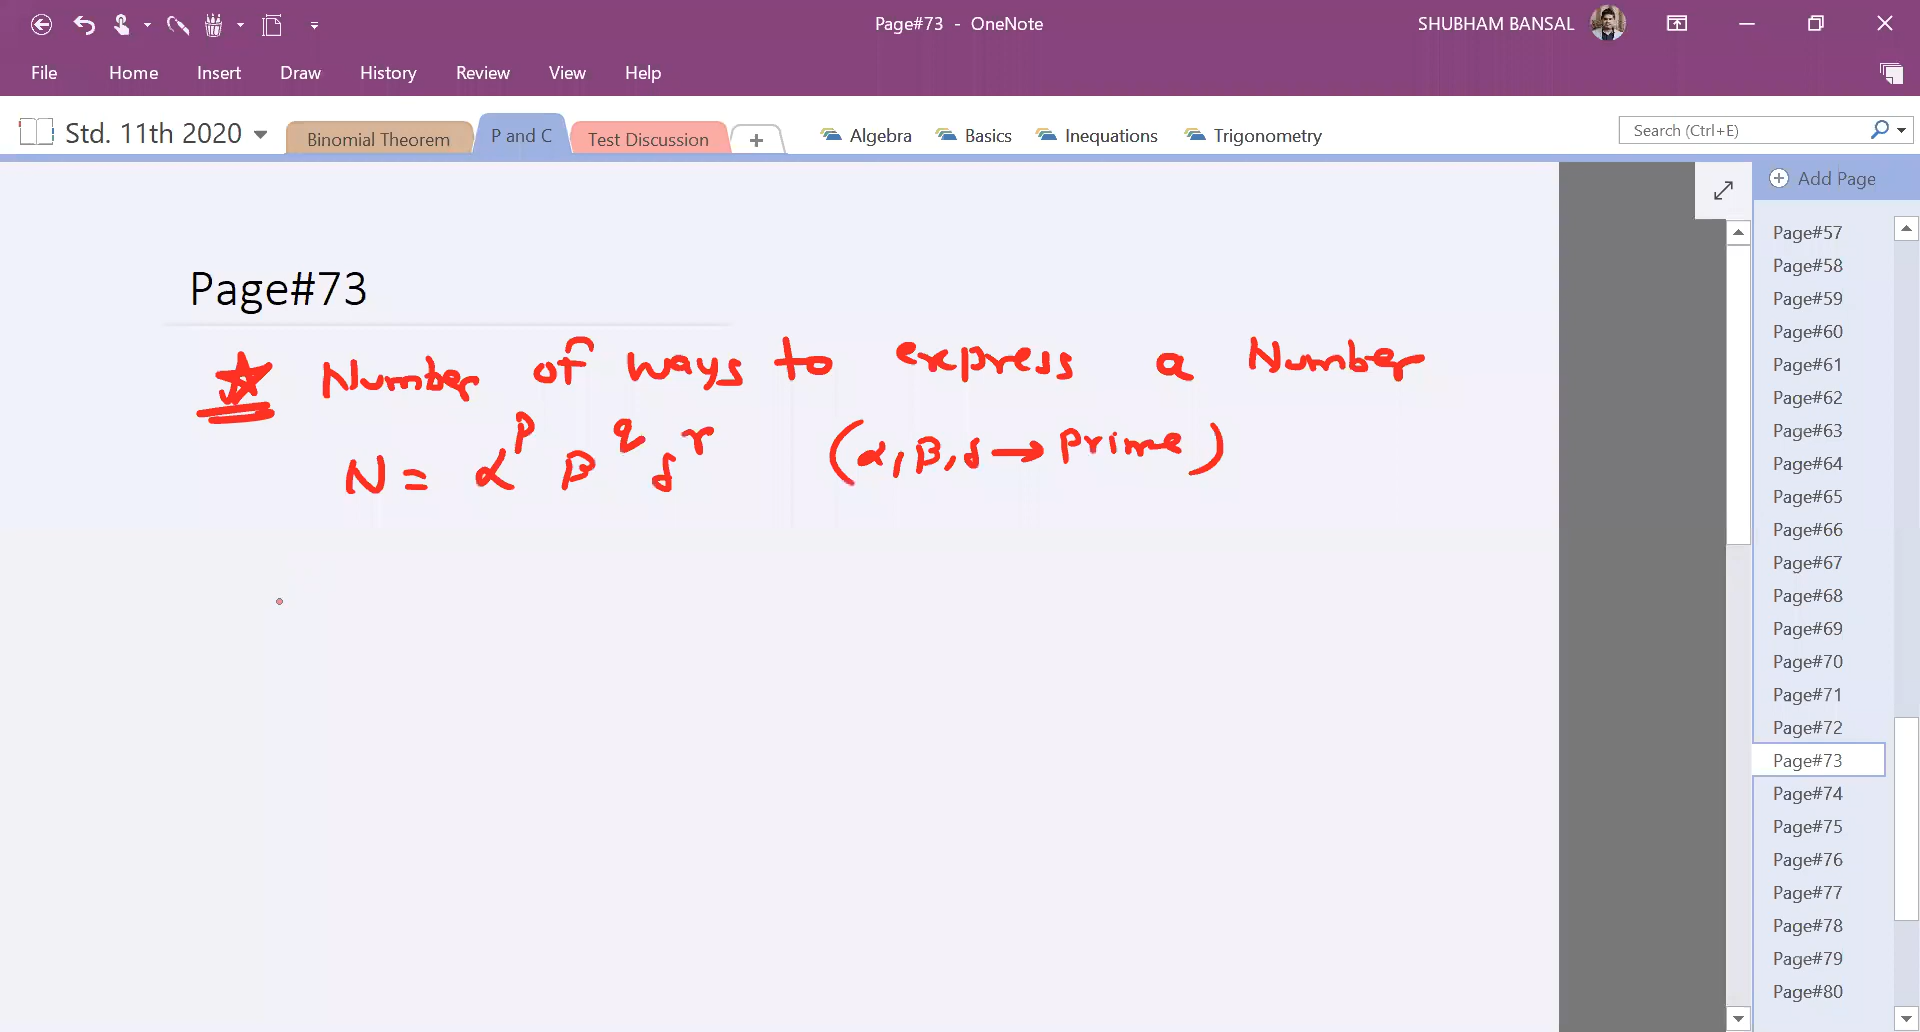 Page#73 - OneNote
SHUBHAM BANSAL
File Home Insert Draw History Review View Help
Std. 11th 2020
Binomial Theorem P and C Test Discussion + Algebra Basics Inequations Trigonometry
Search (Ctrl+E)
Add Page
Page#73
Number of ways to express a Number
N = α^p β^q δ^r (α, β, δ → prime)
Page#57
Page#58
Page#59
Page#60
Page#61
Page#62
Page#63
Page#64
Page#65
Page#66
Page#67
Page#68
Page#69
Page#70
Page#71
Page#72
Page#73
Page#74
Page#75
Page#76
Page#77
Page#78
Page#79
Page#80